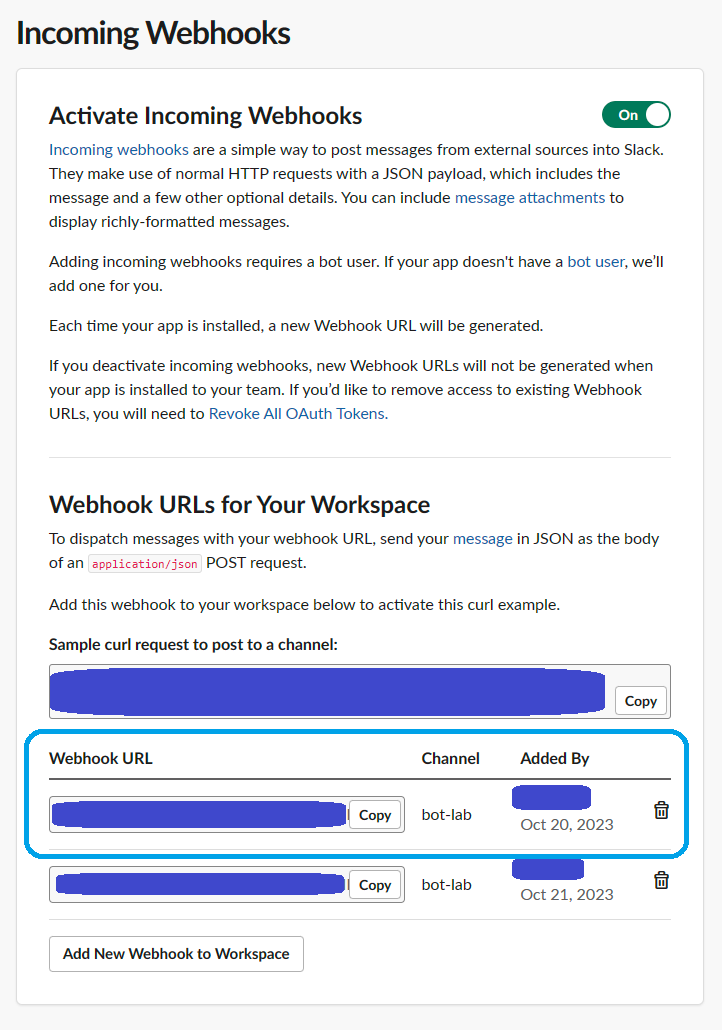 Incoming Webhooks
Activate Incoming Webhooks
On
Incoming webhooks are a simple way to post messages from external sources into Slack.
They make use of normal HTTP requests with a JSON payload, which includes the
message and a few other optional details. You can include message attachments to
display richly-formatted messages.
Adding incoming webhooks requires a bot user. If your app doesn't have a bot user, we’ll
add one for you.
Each time your app is installed, a new Webhook URL will be generated.
If you deactivate incoming webhooks, new Webhook URLs will not be generated when
your app is installed to your team. If you’d like to remove access to existing Webhook
URLs, you will need to Revoke All OAuth Tokens.
Webhook URLs for Your Workspace
To dispatch messages with your webhook URL, send your message in JSON as the body
of an application/json POST request.
Add this webhook to your workspace below to activate this curl example.
Sample curl request to post to a channel:
Copy
Webhook URL Channel Added By
Copy bot-lab
Oct 20, 2023
Copy bot-lab
Oct 21, 2023
Add New Webhook to Workspace